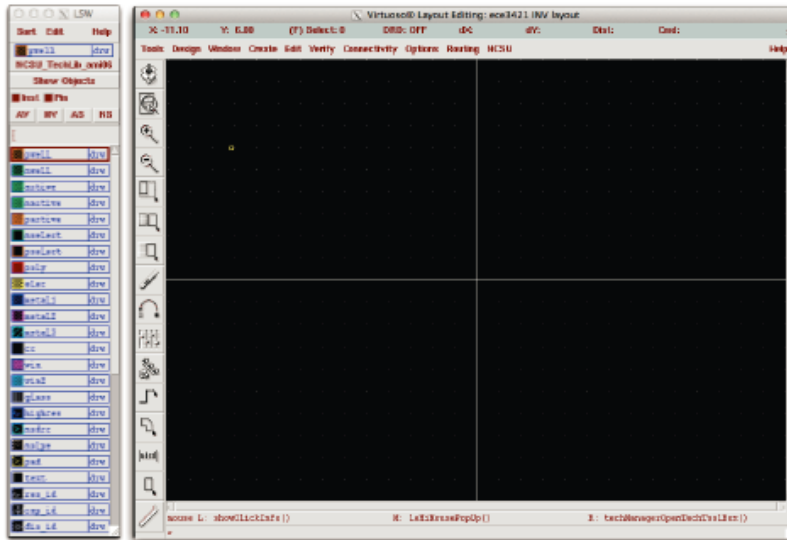 LSW
Sort Edit Help
pwell drw
NCSU_TechLib_ami06
Show Objects
Inst Pin
AV NV AS NS
pwell drw
nwell drw
active drw
nactive drw
pactive drw
nselect drw
pselect drw
poly drw
elec drw
metal1 drw
metal2 drw
metal3 drw
cc drw
via drw
via2 drw
glass drw
highres drw
nodrc drw
nolpe drw
pad drw
text drw
res_id drw
cap_id drw
dio_id drw
Virtuoso® Layout Editing: ece3421 INV layout
X: -11.10 Y: 6.00 (F) Select: 0 DRD: OFF dX: dY: Dist: Cmd:
Tools Design Window Create Edit Verify Connectivity Options Routing NCSU Help
abcd
mouse L: showClickInfo() M: leHiMousePopUp() R: techManagerOpenTechToolBox()
>